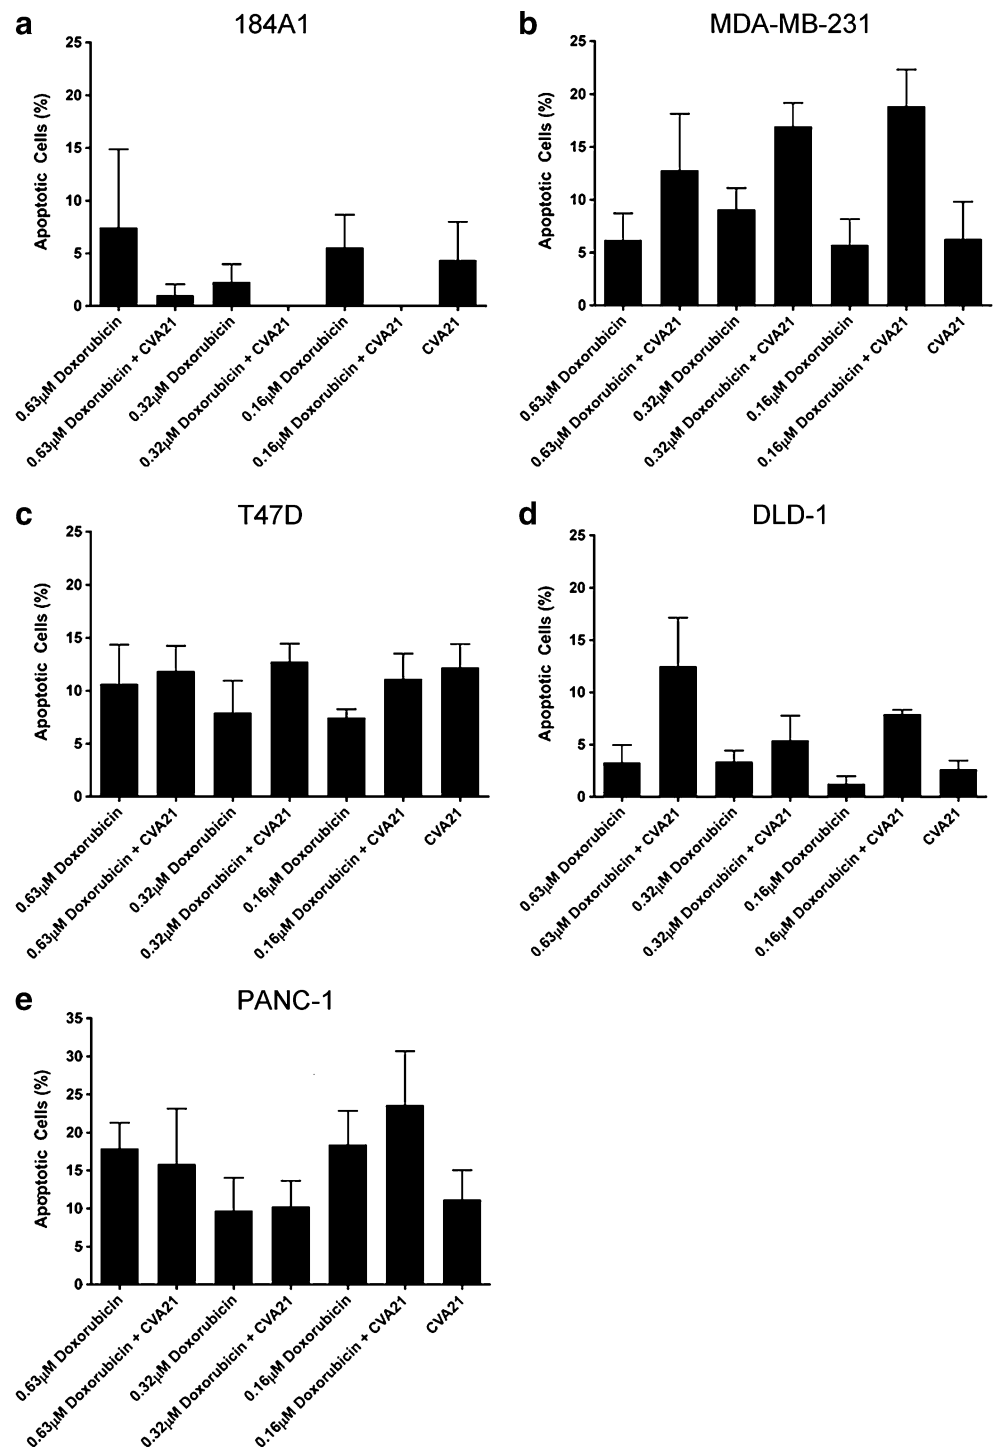 a
184A1
Apoptotic Cells (%)
25
20
15
10
5
0
0.63μM Doxorubicin
0.63μM Doxorubicin + CVA21
0.32μM Doxorubicin
0.32μM Doxorubicin + CVA21
0.16μM Doxorubicin
0.16μM Doxorubicin + CVA21
CVA21
b
MDA-MB-231
Apoptotic Cells (%)
25
20
15
10
5
0
0.63μM Doxorubicin
0.63μM Doxorubicin + CVA21
0.32μM Doxorubicin
0.32μM Doxorubicin + CVA21
0.16μM Doxorubicin
0.16μM Doxorubicin + CVA21
CVA21
c
T47D
Apoptotic Cells (%)
25
20
15
10
5
0
0.63μM Doxorubicin
0.63μM Doxorubicin + CVA21
0.32μM Doxorubicin
0.32μM Doxorubicin + CVA21
0.16μM Doxorubicin
0.16μM Doxorubicin + CVA21
CVA21
d
DLD-1
Apoptotic Cells (%)
25
20
15
10
5
0
0.63μM Doxorubicin
0.63μM Doxorubicin + CVA21
0.32μM Doxorubicin
0.32μM Doxorubicin + CVA21
0.16μM Doxorubicin
0.16μM Doxorubicin + CVA21
CVA21
e
PANC-1
Apoptotic Cells (%)
35
30
25
20
15
10
5
0
0.63μM Doxorubicin
0.63μM Doxorubicin + CVA21
0.32μM Doxorubicin
0.32μM Doxorubicin + CVA21
0.16μM Doxorubicin
0.16μM Doxorubicin + CVA21
CVA21